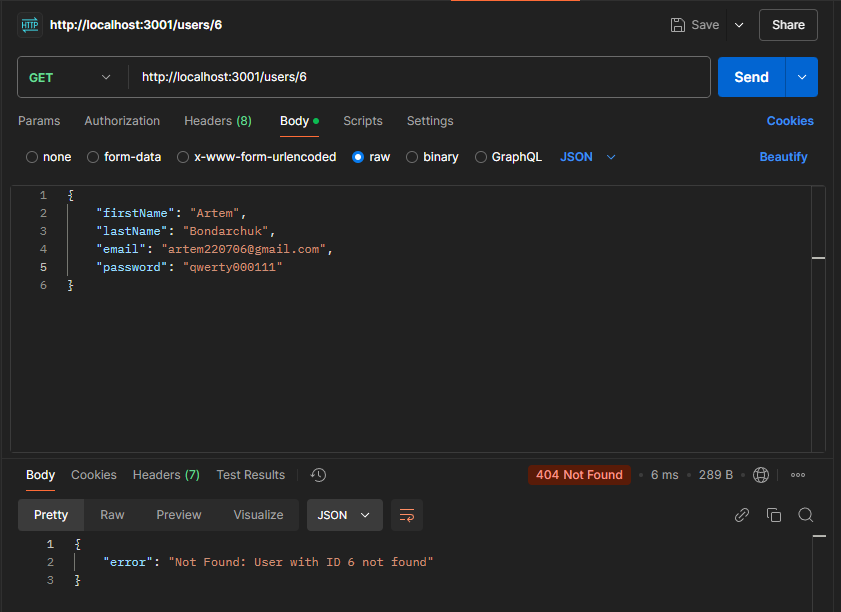 HTTP http://localhost:3001/users/6 Save Share
GET http://localhost:3001/users/6 Send
Params Authorization Headers (8) Body Scripts Settings Cookies
none form-data x-www-form-urlencoded raw binary GraphQL JSON Beautify
1 {
2 "firstName": "Artem",
3 "lastName": "Bondarchuk",
4 "email": "artem220706@gmail.com",
5 "password": "qwerty000111"
6 }
Body Cookies Headers (7) Test Results 404 Not Found • 6 ms • 289 B •
Pretty Raw Preview Visualize JSON
1 {
2 "error": "Not Found: User with ID 6 not found"
3 }